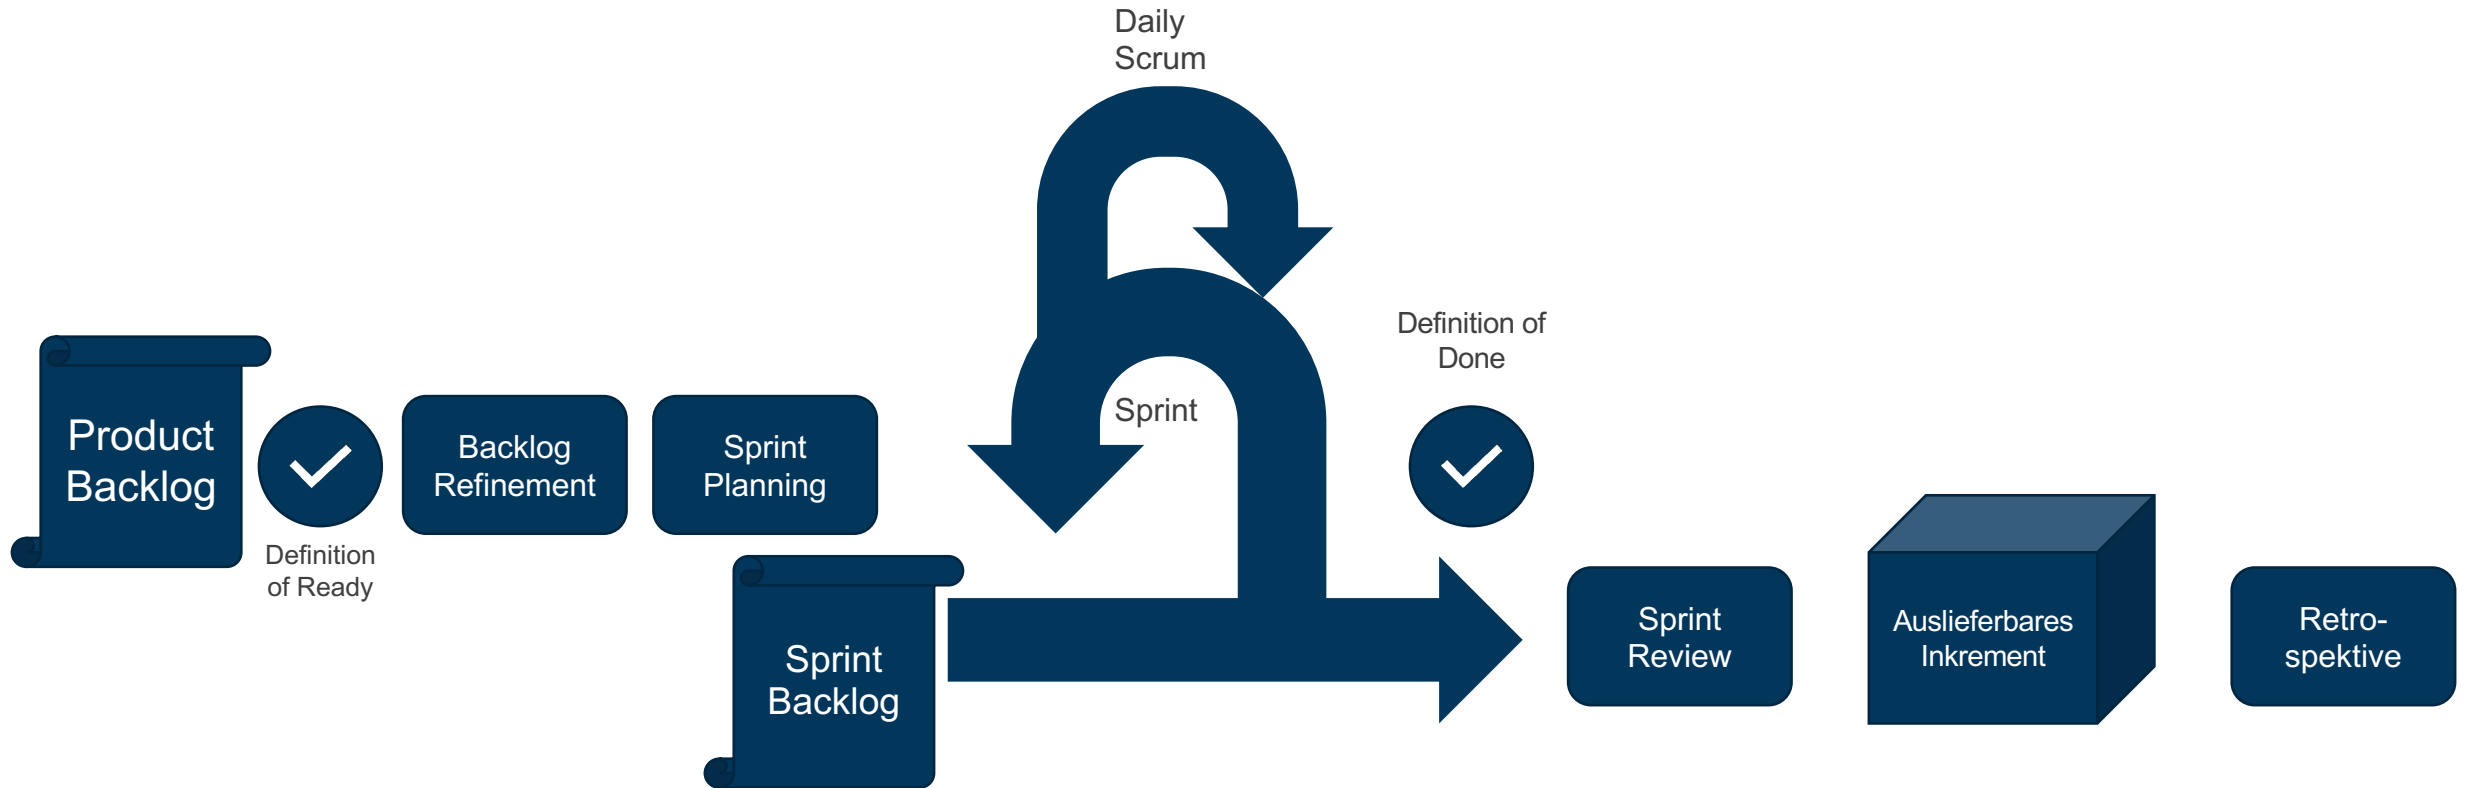 Daily
Scrum
Definition of
Done
Product
Backlog
Definition
of Ready
Backlog
Refinement
Sprint
Planning
Sprint
Sprint
Backlog
Sprint
Review
Auslieferbares
Inkrement
Retro-
spektive